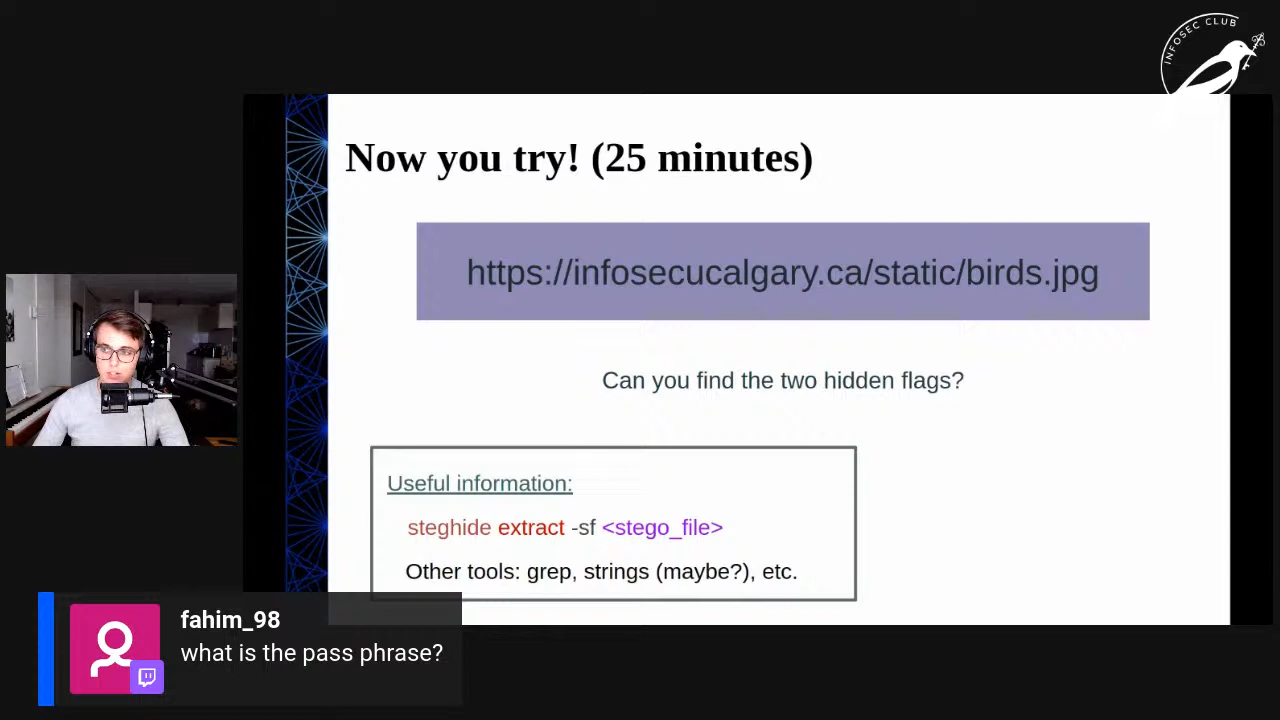 INFOSEC CLUB
Now you try! (25 minutes)
https://infosecucalgary.ca/static/birds.jpg
Can you find the two hidden flags?
Useful information:
steghide extract -sf <stego_file>
Other tools: grep, strings (maybe?), etc.
fahim_98
what is the pass phrase?